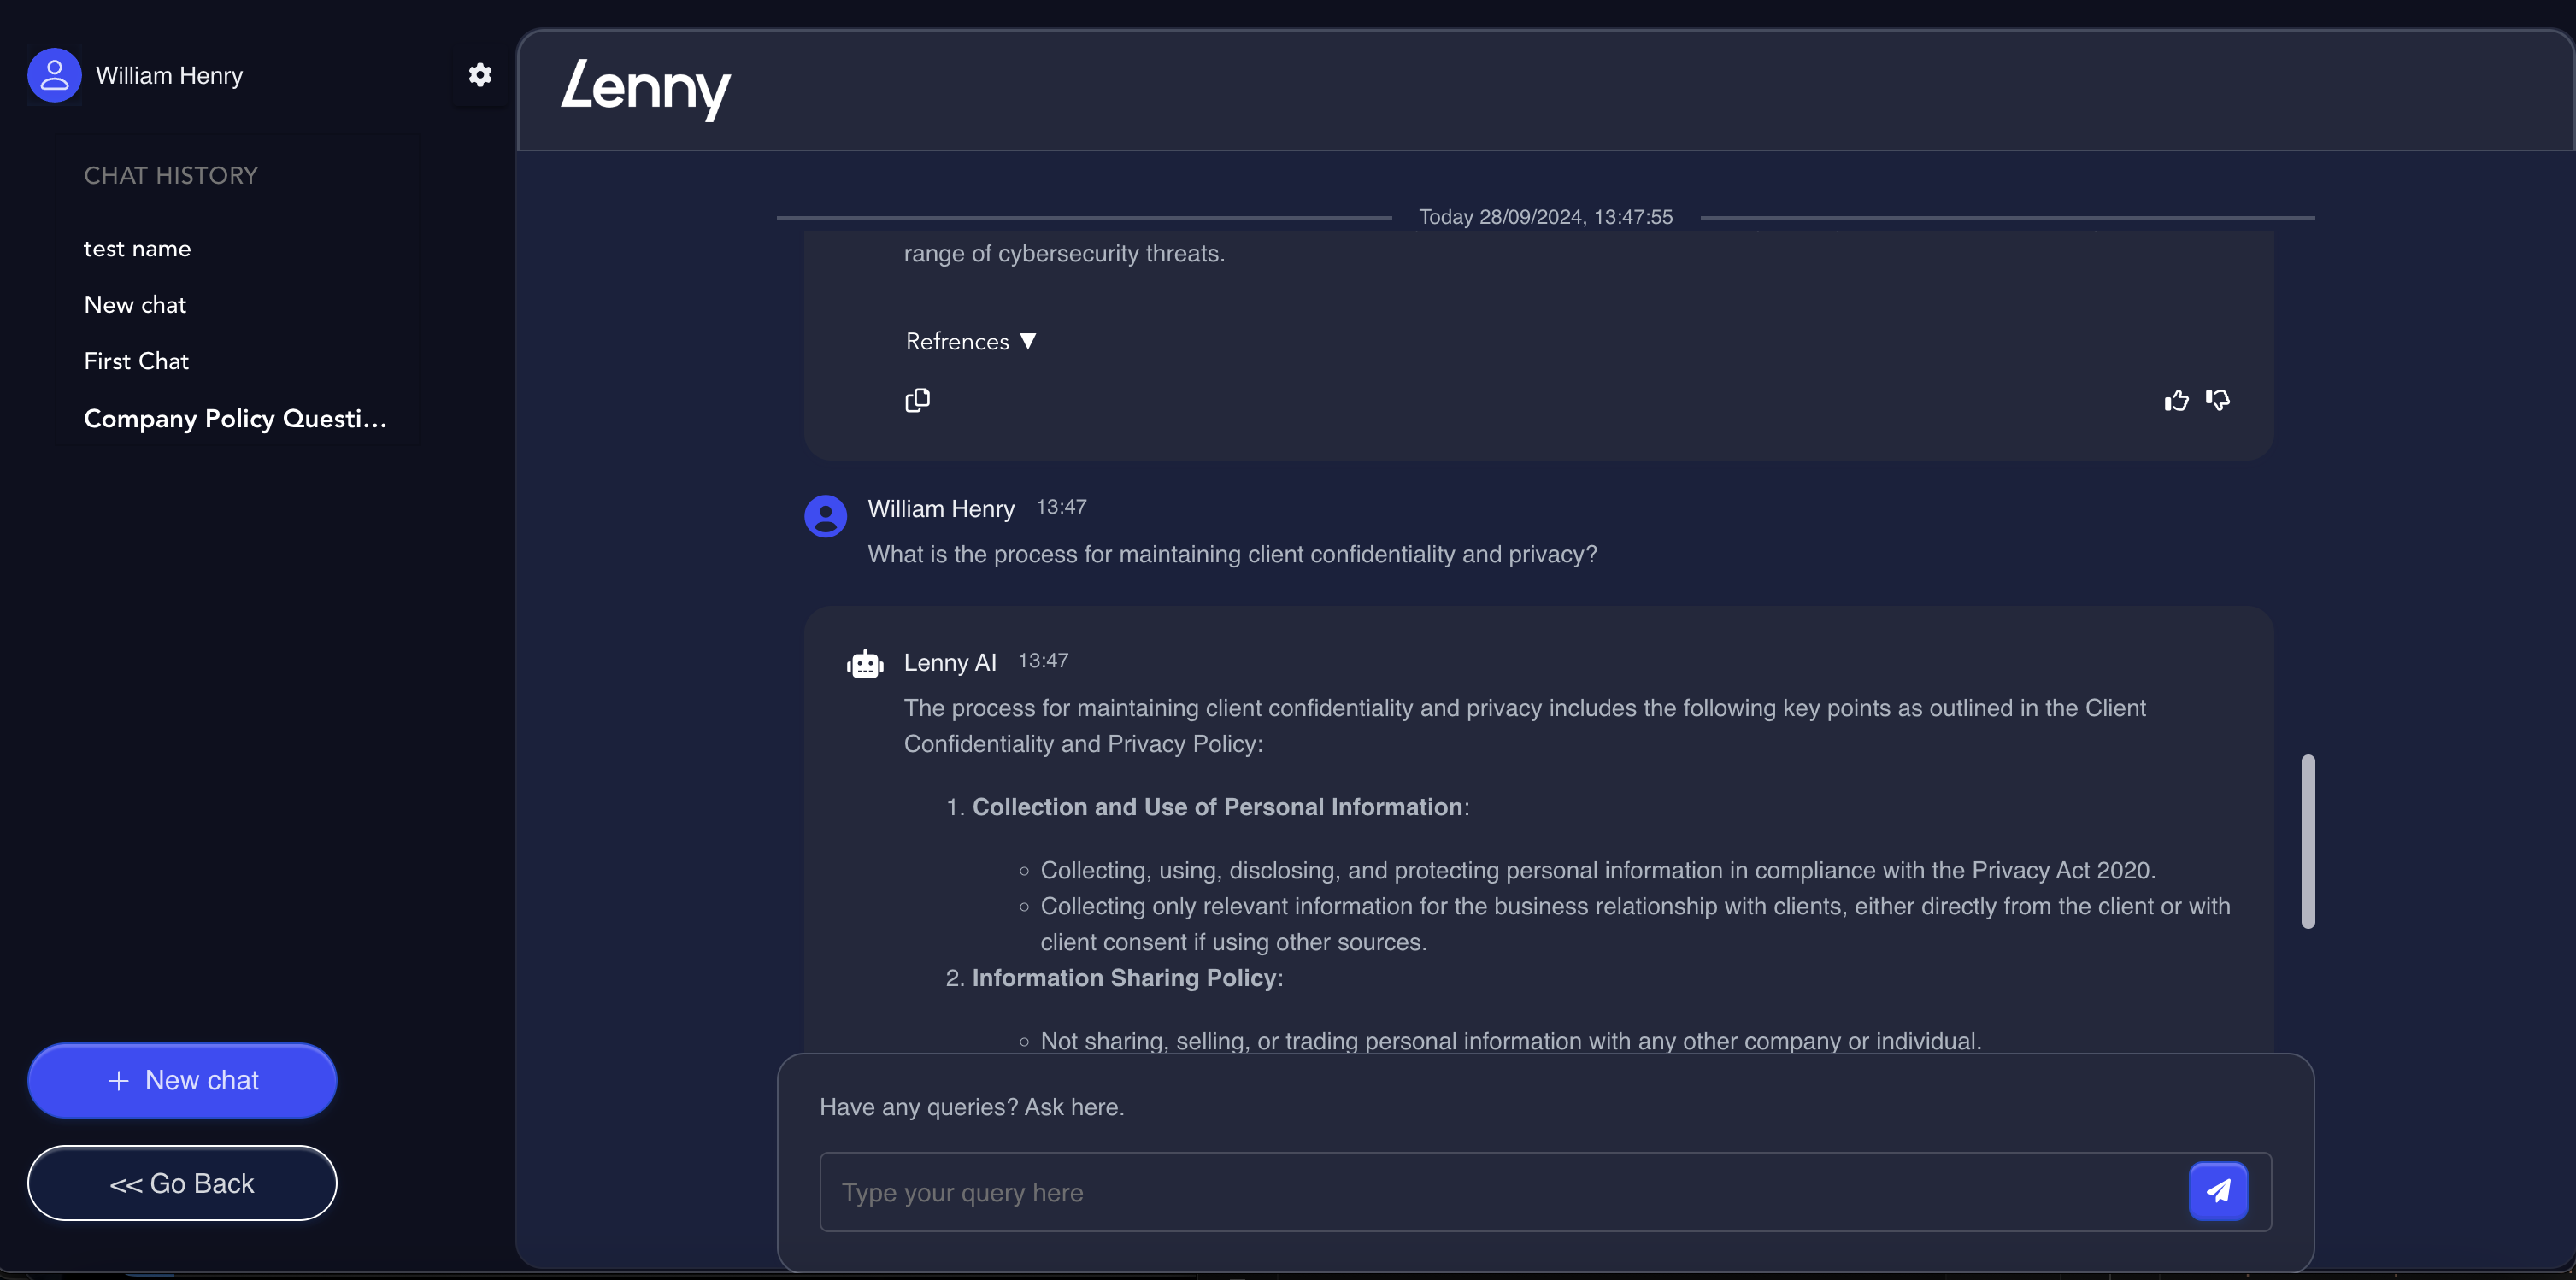 William Henry
CHAT HISTORY
test name
New chat
First Chat
Company Policy Questi...
+ New chat
<< Go Back
Lenny
Today 28/09/2024, 13:47:55
range of cybersecurity threats.
Refrences ▼
William Henry 13:47
What is the process for maintaining client confidentiality and privacy?
Lenny AI 13:47
The process for maintaining client confidentiality and privacy includes the following key points as outlined in the Client
Confidentiality and Privacy Policy:
1. Collection and Use of Personal Information:
○ Collecting, using, disclosing, and protecting personal information in compliance with the Privacy Act 2020.
○ Collecting only relevant information for the business relationship with clients, either directly from the client or with
client consent if using other sources.
2. Information Sharing Policy:
○ Not sharing, selling, or trading personal information with any other company or individual.
Have any queries? Ask here.
Type your query here